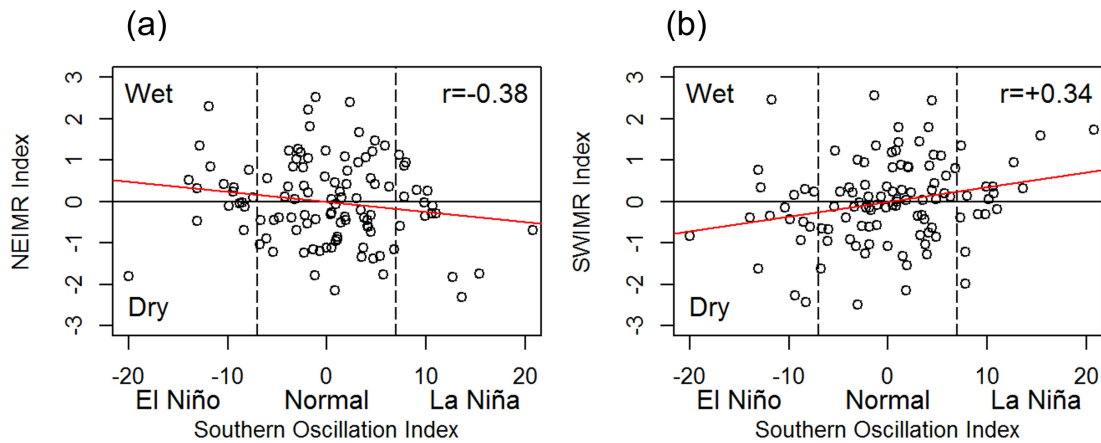 (a)
Wet
r=-0.38
NEIMR Index
3
2
1
0
-1
-2
-3
Dry
-20 -10 0 10 20
El Niño Normal La Niña
Southern Oscillation Index
(b)
Wet
r=+0.34
SWIMR Index
3
2
1
0
-1
-2
-3
Dry
-20 -10 0 10 20
El Niño Normal La Niña
Southern Oscillation Index